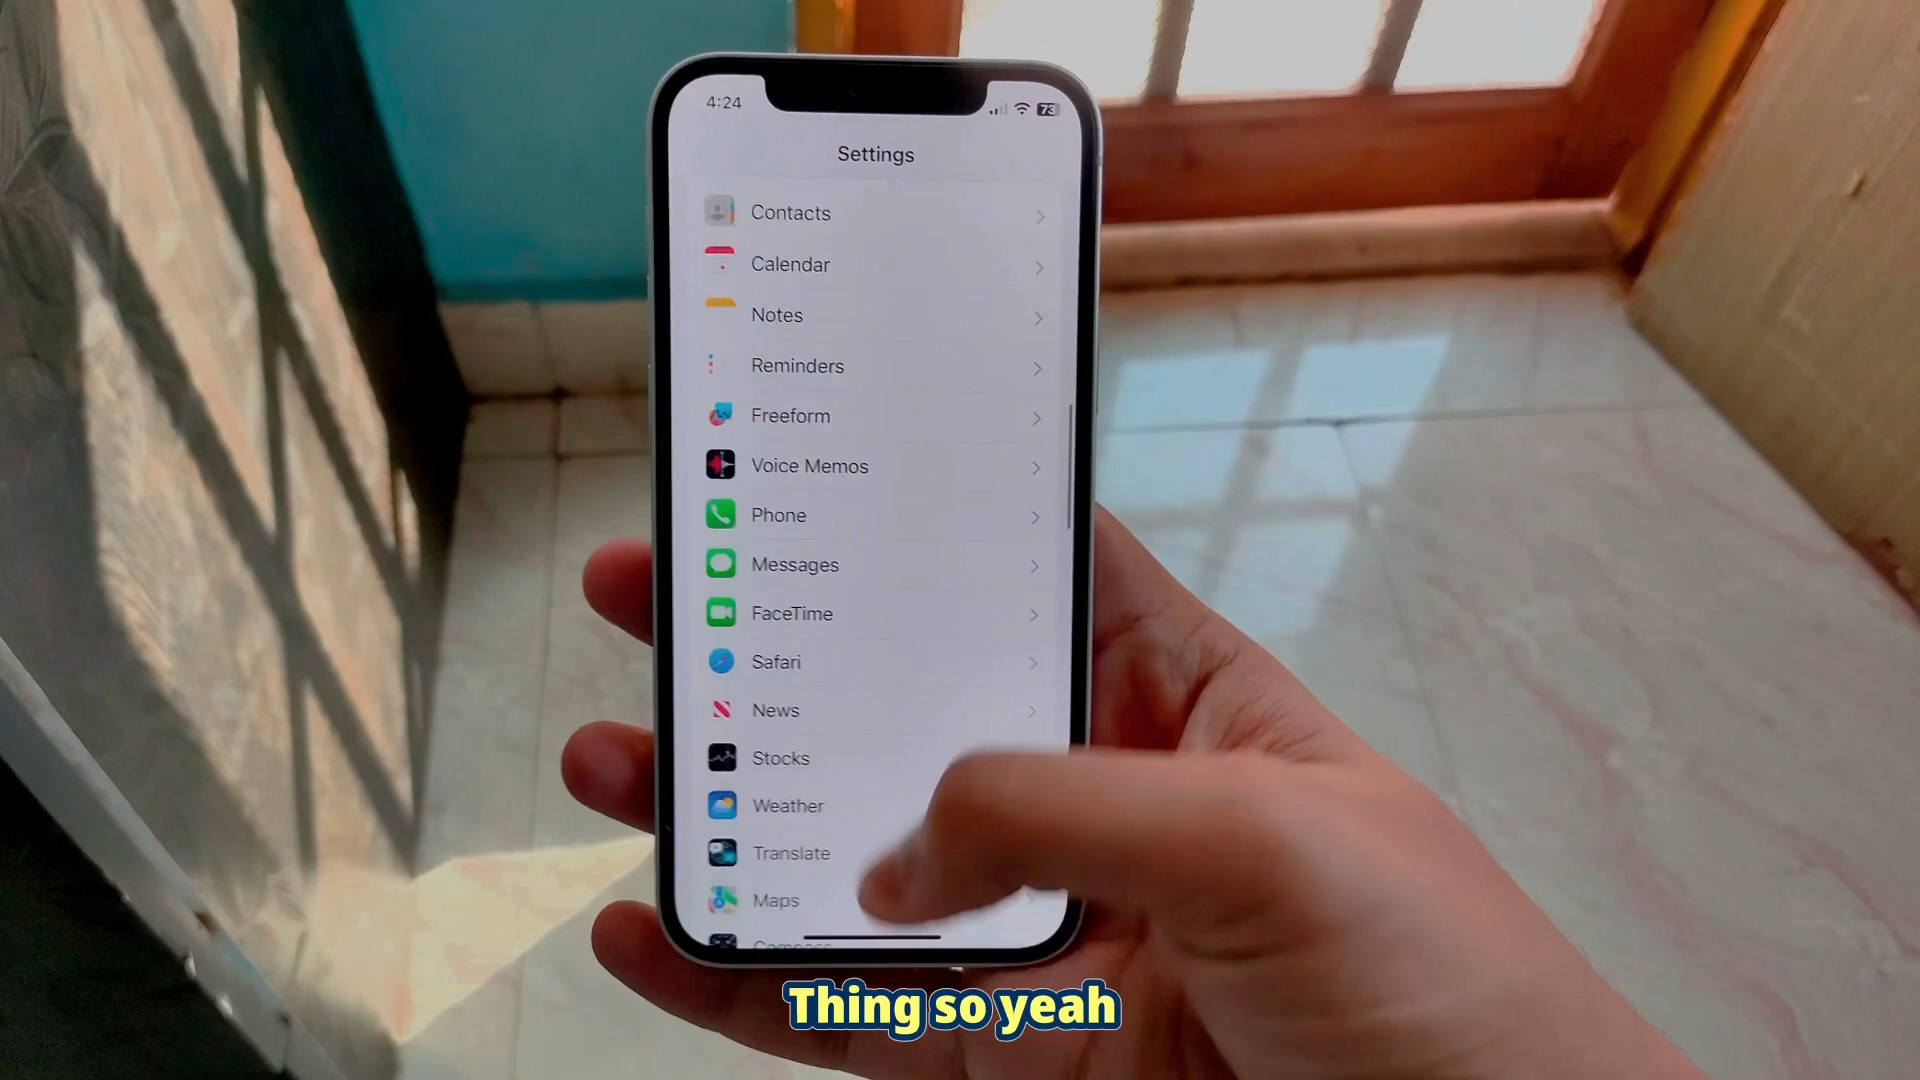 4:24
73
Settings
Contacts
Calendar
Notes
Reminders
Freeform
Voice Memos
Phone
Messages
FaceTime
Safari
News
Stocks
Weather
Translate
Maps
Compass
Thing so yeah